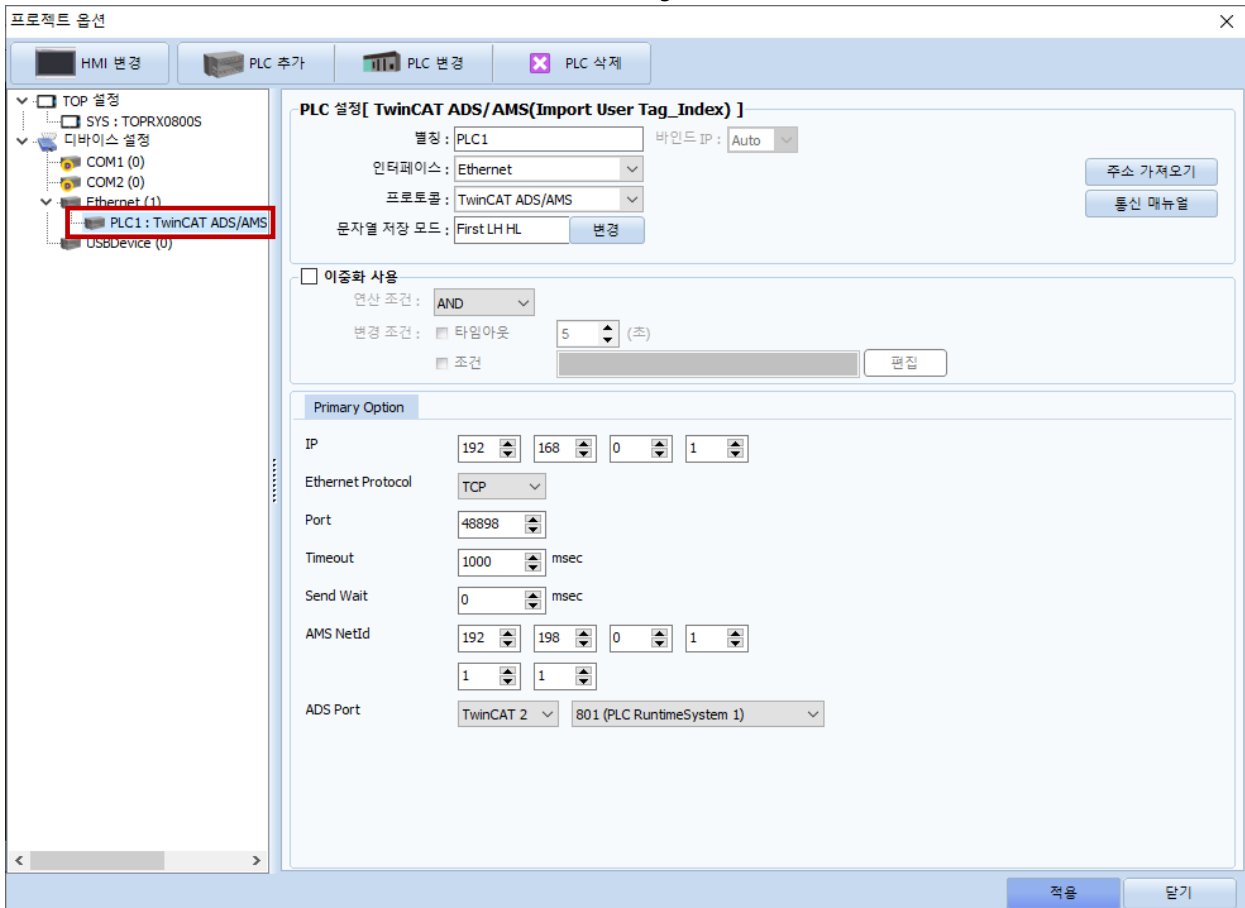 프로젝트 옵션
HMI 변경 PLC 추가 PLC 변경 PLC 삭제
TOP 설정
SYS : TOPRX0800S
디바이스 설정
COM1 (0)
COM2 (0)
Ethernet (1)
PLC1 : TwinCAT ADS/AMS
USBDevice (0)
PLC 설정[ TwinCAT ADS/AMS(Import User Tag_Index) ]
별칭 : PLC1 바인드 IP : Auto
인터페이스 : Ethernet 주소 가져오기
프로토콜 : TwinCAT ADS/AMS 통신 매뉴얼
문자열 저장 모드 : First LH HL 변경
이중화 사용
연산 조건 : AND
변경 조건 : 타임아웃 5 (초)
조건 편집
Primary Option
IP 192 168 0 1
Ethernet Protocol TCP
Port 48898
Timeout 1000 msec
Send Wait 0 msec
AMS NetId 192 198 0 1
1 1
ADS Port TwinCAT 2 801 (PLC RuntimeSystem 1)
적용 닫기